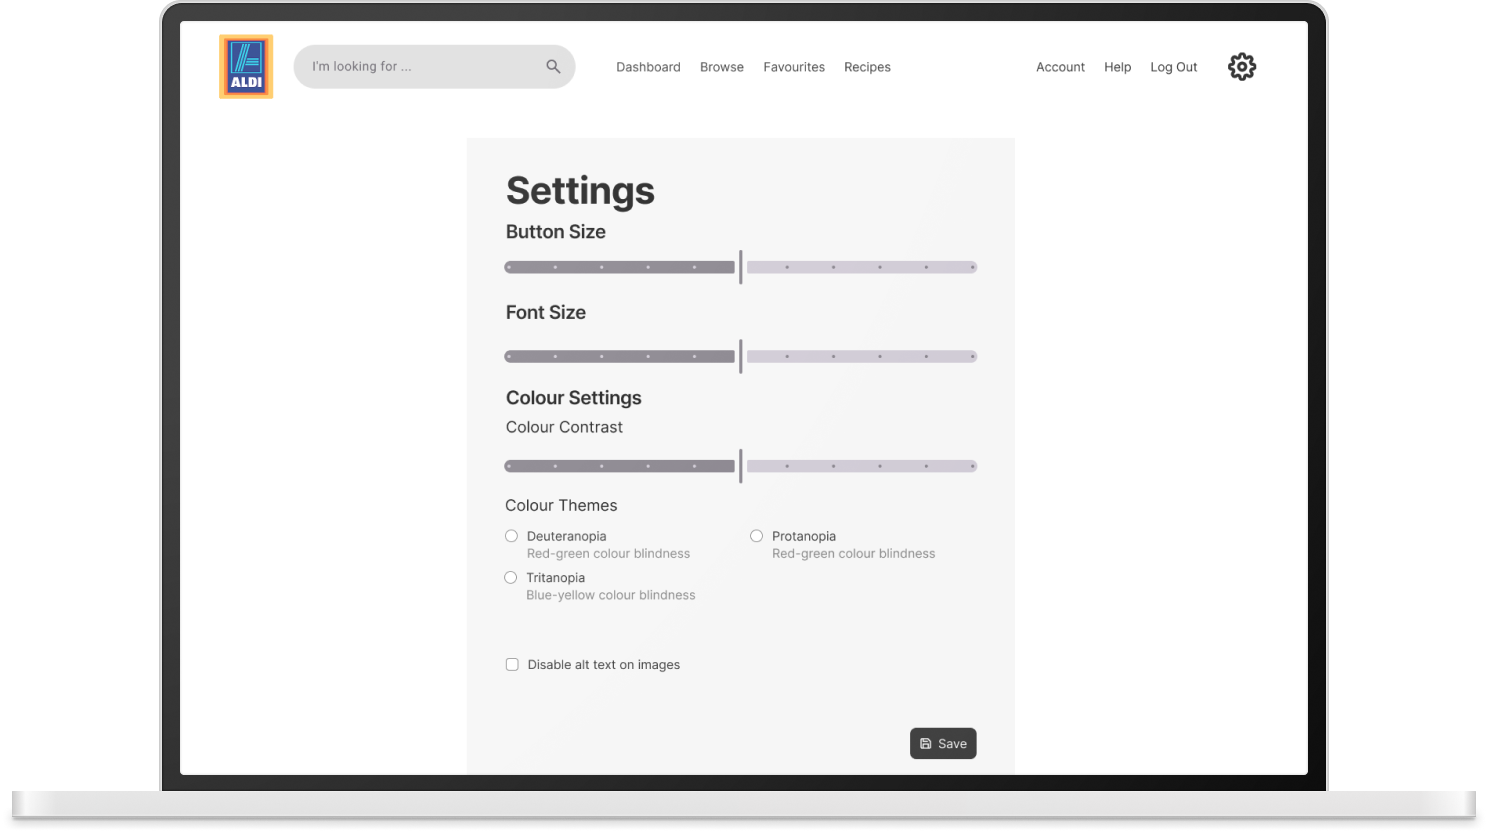 ALDI
I'm looking for ...
Dashboard Browse Favourites Recipes
Account Help Log Out
Settings
Button Size
Font Size
Colour Settings
Colour Contrast
Colour Themes
Deuteranopia
Red-green colour blindness
Protanopia
Red-green colour blindness
Tritanopia
Blue-yellow colour blindness
Disable alt text on images
Save